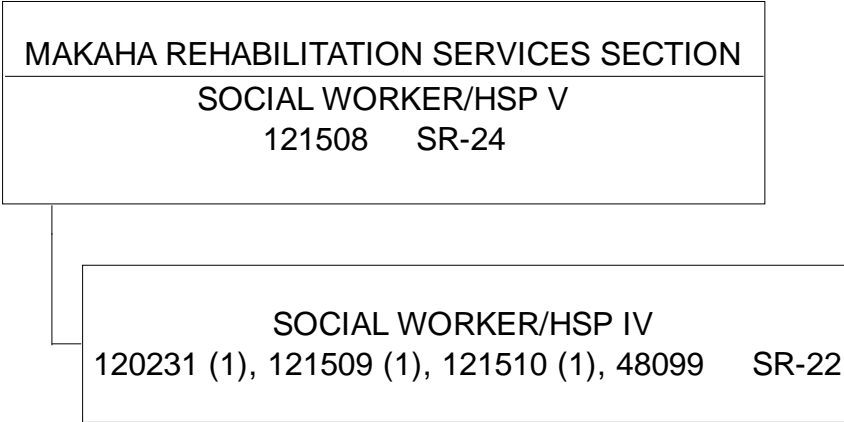 MAKAHA REHABILITATION SERVICES SECTION
SOCIAL WORKER/HSP V
121508 SR-24
SOCIAL WORKER/HSP IV
120231 (1), 121509 (1), 121510 (1), 48099 SR-22